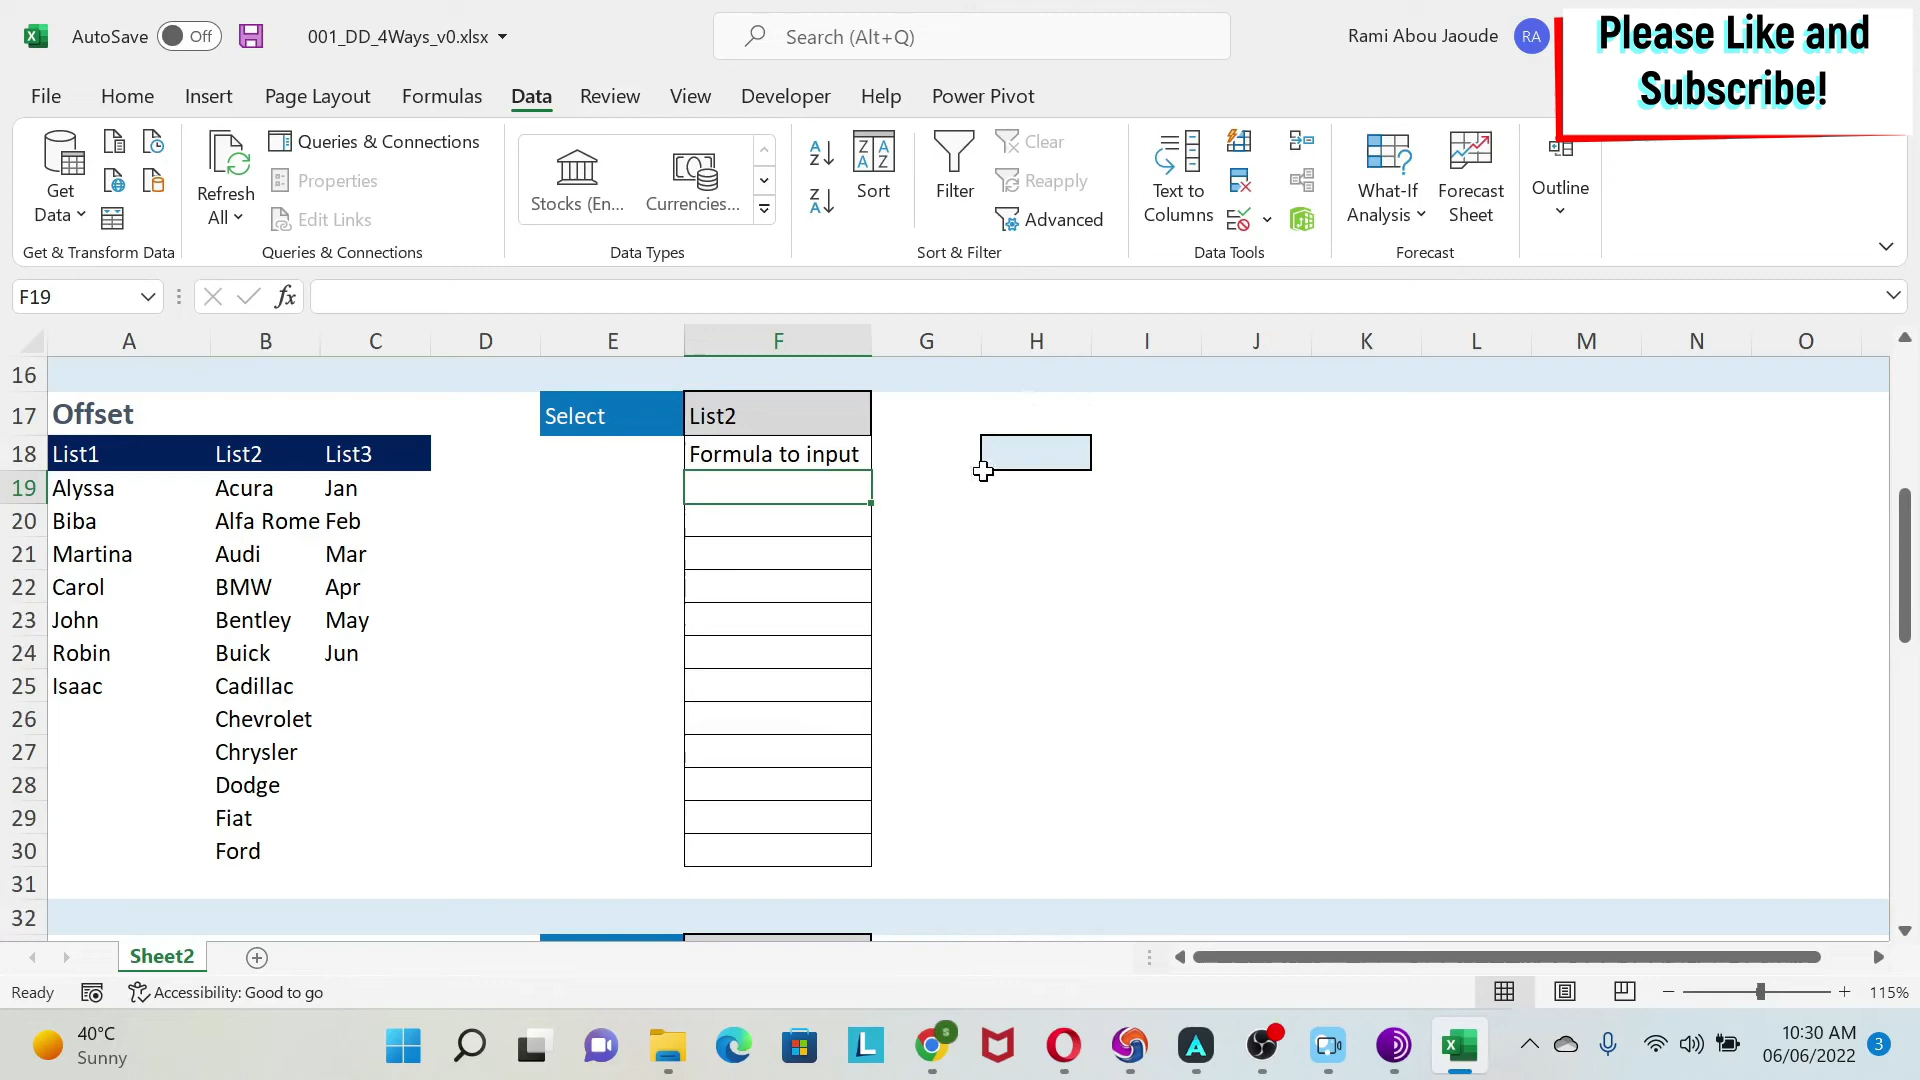 AutoSave Off 001_DD_4Ways_v0.xlsx Search (Alt+Q) Rami Abou Jaoude RA
Please Like and
Subscribe!
File Home Insert Page Layout Formulas Data Review View Developer Help Power Pivot
Get
Data
Refresh
All
Queries & Connections
Properties
Edit Links
Stocks (En... Currencies...
Sort
Filter
Clear
Reapply
Advanced
Text to
Columns
What-If
Analysis
Forecast
Sheet
Outline
Get & Transform Data Queries & Connections Data Types Sort & Filter Data Tools Forecast
F19 fx
A B C D E F G H I J K L M N O
16
17 Offset Select List2
18 List1 List2 List3 Formula to input
19 Alyssa Acura Jan
20 Biba Alfa Rome Feb
21 Martina Audi Mar
22 Carol BMW Apr
23 John Bentley May
24 Robin Buick Jun
25 Isaac Cadillac
26 Chevrolet
27 Chrysler
28 Dodge
29 Fiat
30 Ford
31
32
Sheet2
Ready Accessibility: Good to go 115%
40°C
Sunny
10:30 AM
06/06/2022
3